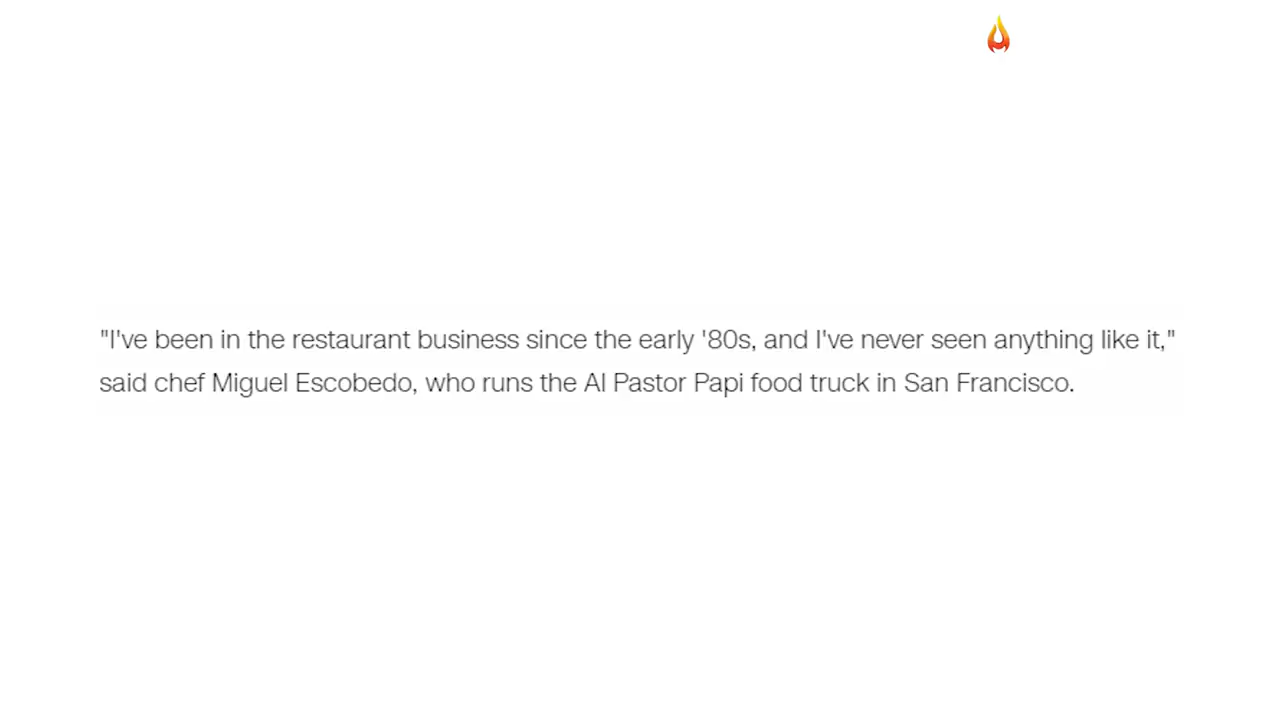 "I've been in the restaurant business since the early '80s, and I've never seen anything like it,"
said chef Miguel Escobedo, who runs the Al Pastor Papi food truck in San Francisco.